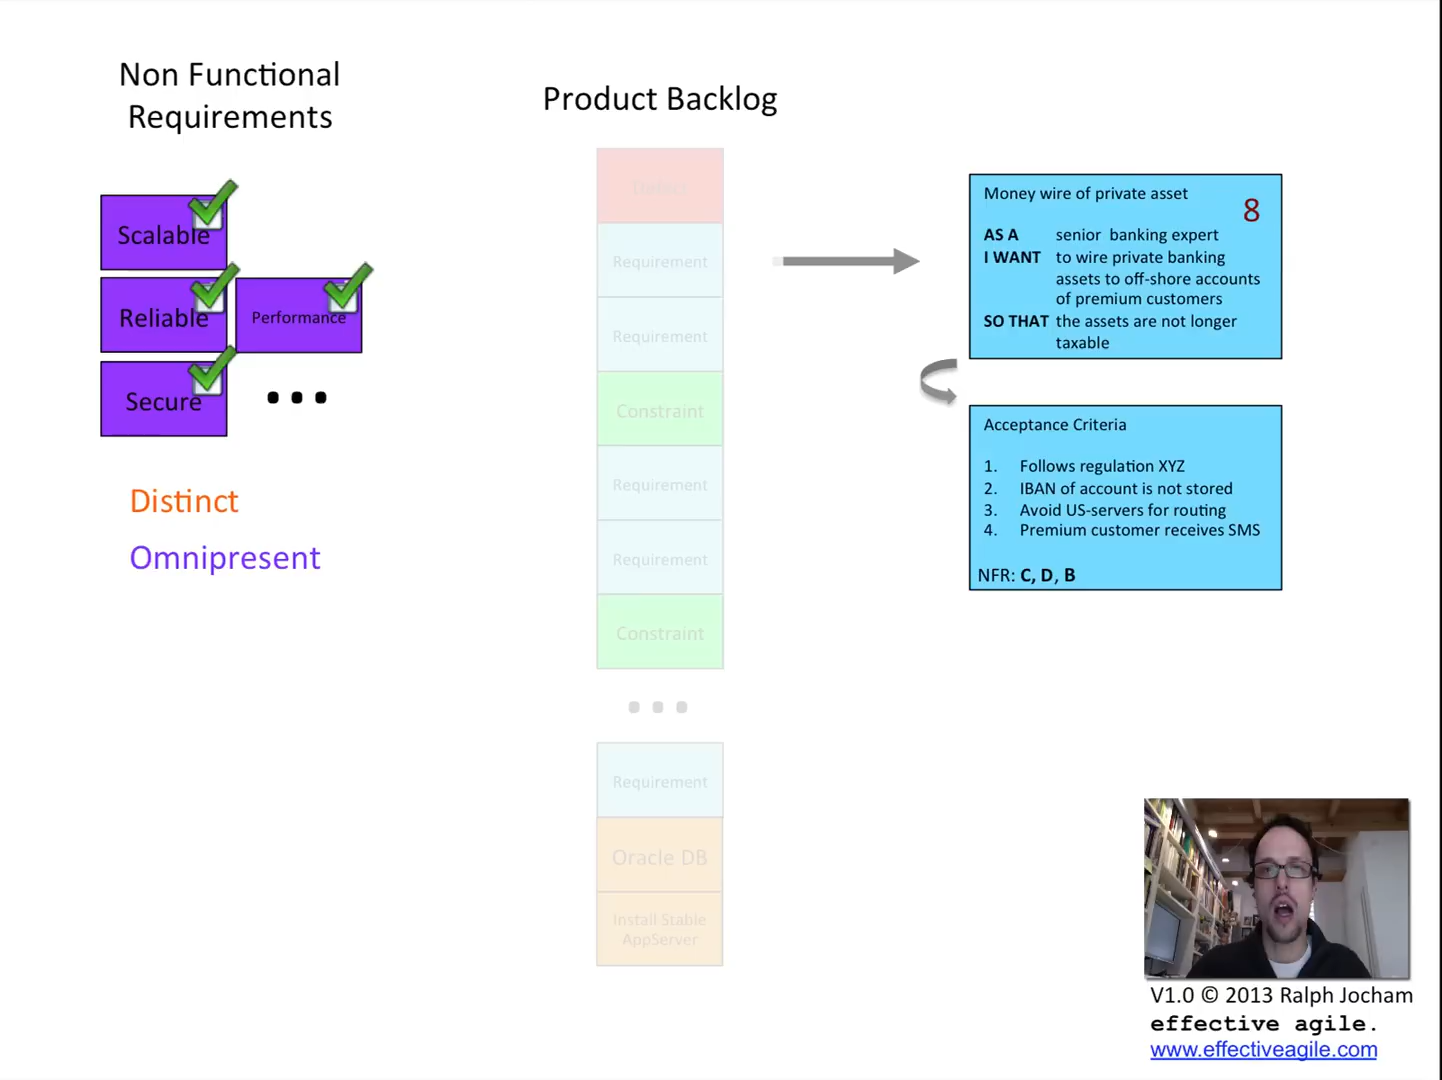 Non Functional
Requirements
Scalable
Reliable
Performance
Secure
...
Distinct
Omnipresent
Product Backlog
Defect
Requirement
Requirement
Constraint
Requirement
Requirement
Constraint
...
Requirement
Oracle DB
Install Stable
AppServer
Money wire of private asset
8
AS A senior banking expert
I WANT to wire private banking
assets to off-shore accounts
of premium customers
SO THAT the assets are not longer
taxable
Acceptance Criteria
1. Follows regulation XYZ
2. IBAN of account is not stored
3. Avoid US-servers for routing
4. Premium customer receives SMS
NFR: C, D, B
V1.0 © 2013 Ralph Jocham
effective agile.
www.effectiveagile.com